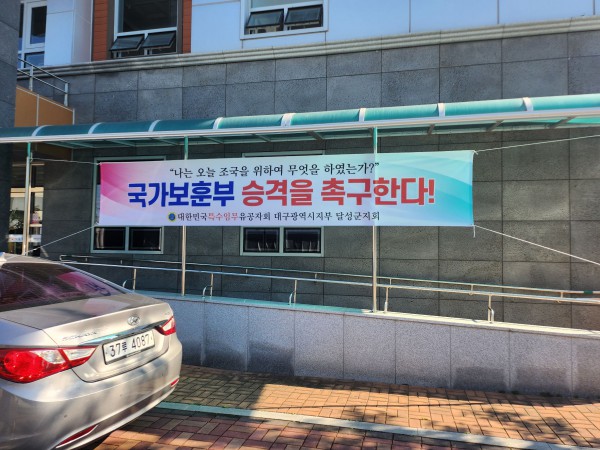 “나는 오늘 조국을 위하여 무엇을 하였는가?”
국가보훈부 승격을 촉구한다!
대한민국특수임무유공자회 대구광역시지부 달성군지회
4087